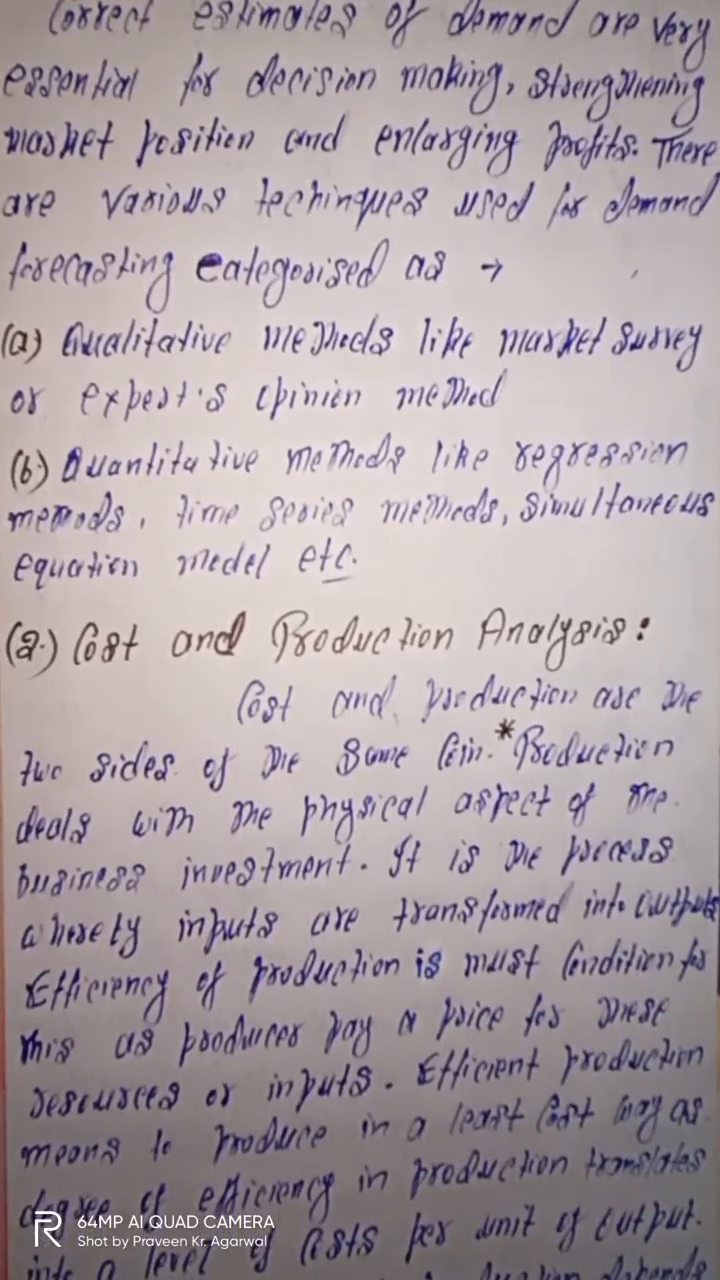 Correct estimates of demand are very
essential for decision making, strengthening
market position and enlarging profits. There
are various techinques used for demand
forecasting categorised as →
(a) Qualitative methods like market survey
or expert's opinion method
(b) Quantitative methods like regression
methods, time series methods, simultaneous
equation model etc.
(2.) Cost and Production Analysis:
Cost and production are the
two sides of the same coin. *Production
deals with the physical aspect of the
business investment. It is the process
whereby inputs are transformed into outputs
Efficiency of production is must condition for
this as producer pay a price for these
resources or inputs. Efficient production
means to produce in a least cost way as
degree of efficiency in production translates
into a level of costs per unit of output.
depends
R 64MP AI QUAD CAMERA
Shot by Praveen Kr. Agarwal